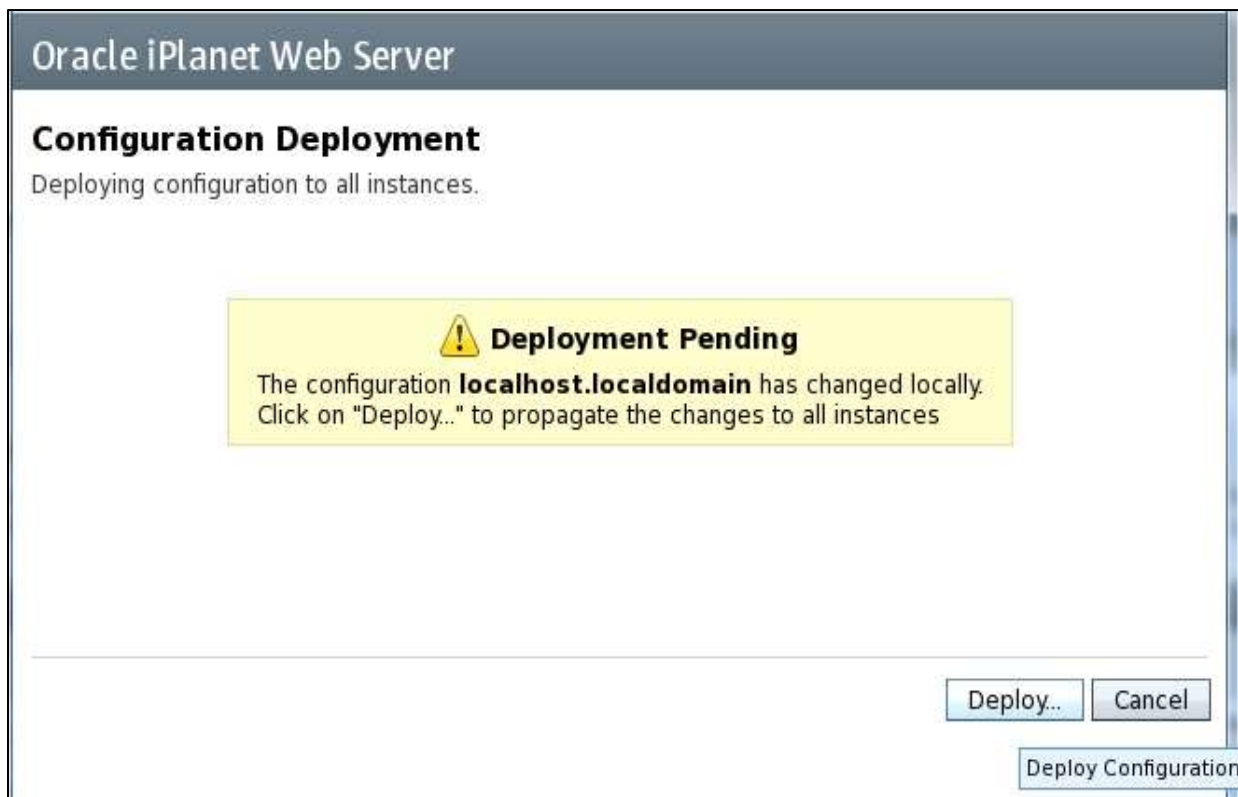 Oracle iPlanet Web Server
Configuration Deployment
Deploying configuration to all instances.
Deployment Pending
The configuration localhost.localdomain has changed locally.
Click on "Deploy..." to propagate the changes to all instances
Deploy...
Cancel
Deploy Configuration